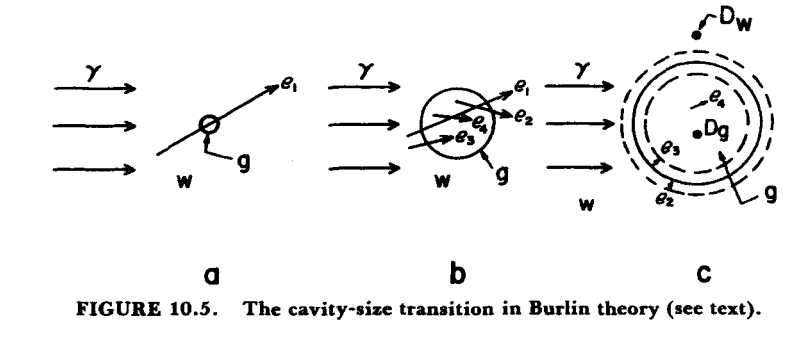 γ e₁ w g
a
γ e₁ e₂ e₄ e₃ w g
b
γ D_w e₄ D_g e₃ e₂ w g
c
FIGURE 10.5. The cavity-size transition in Burlin theory (see text).